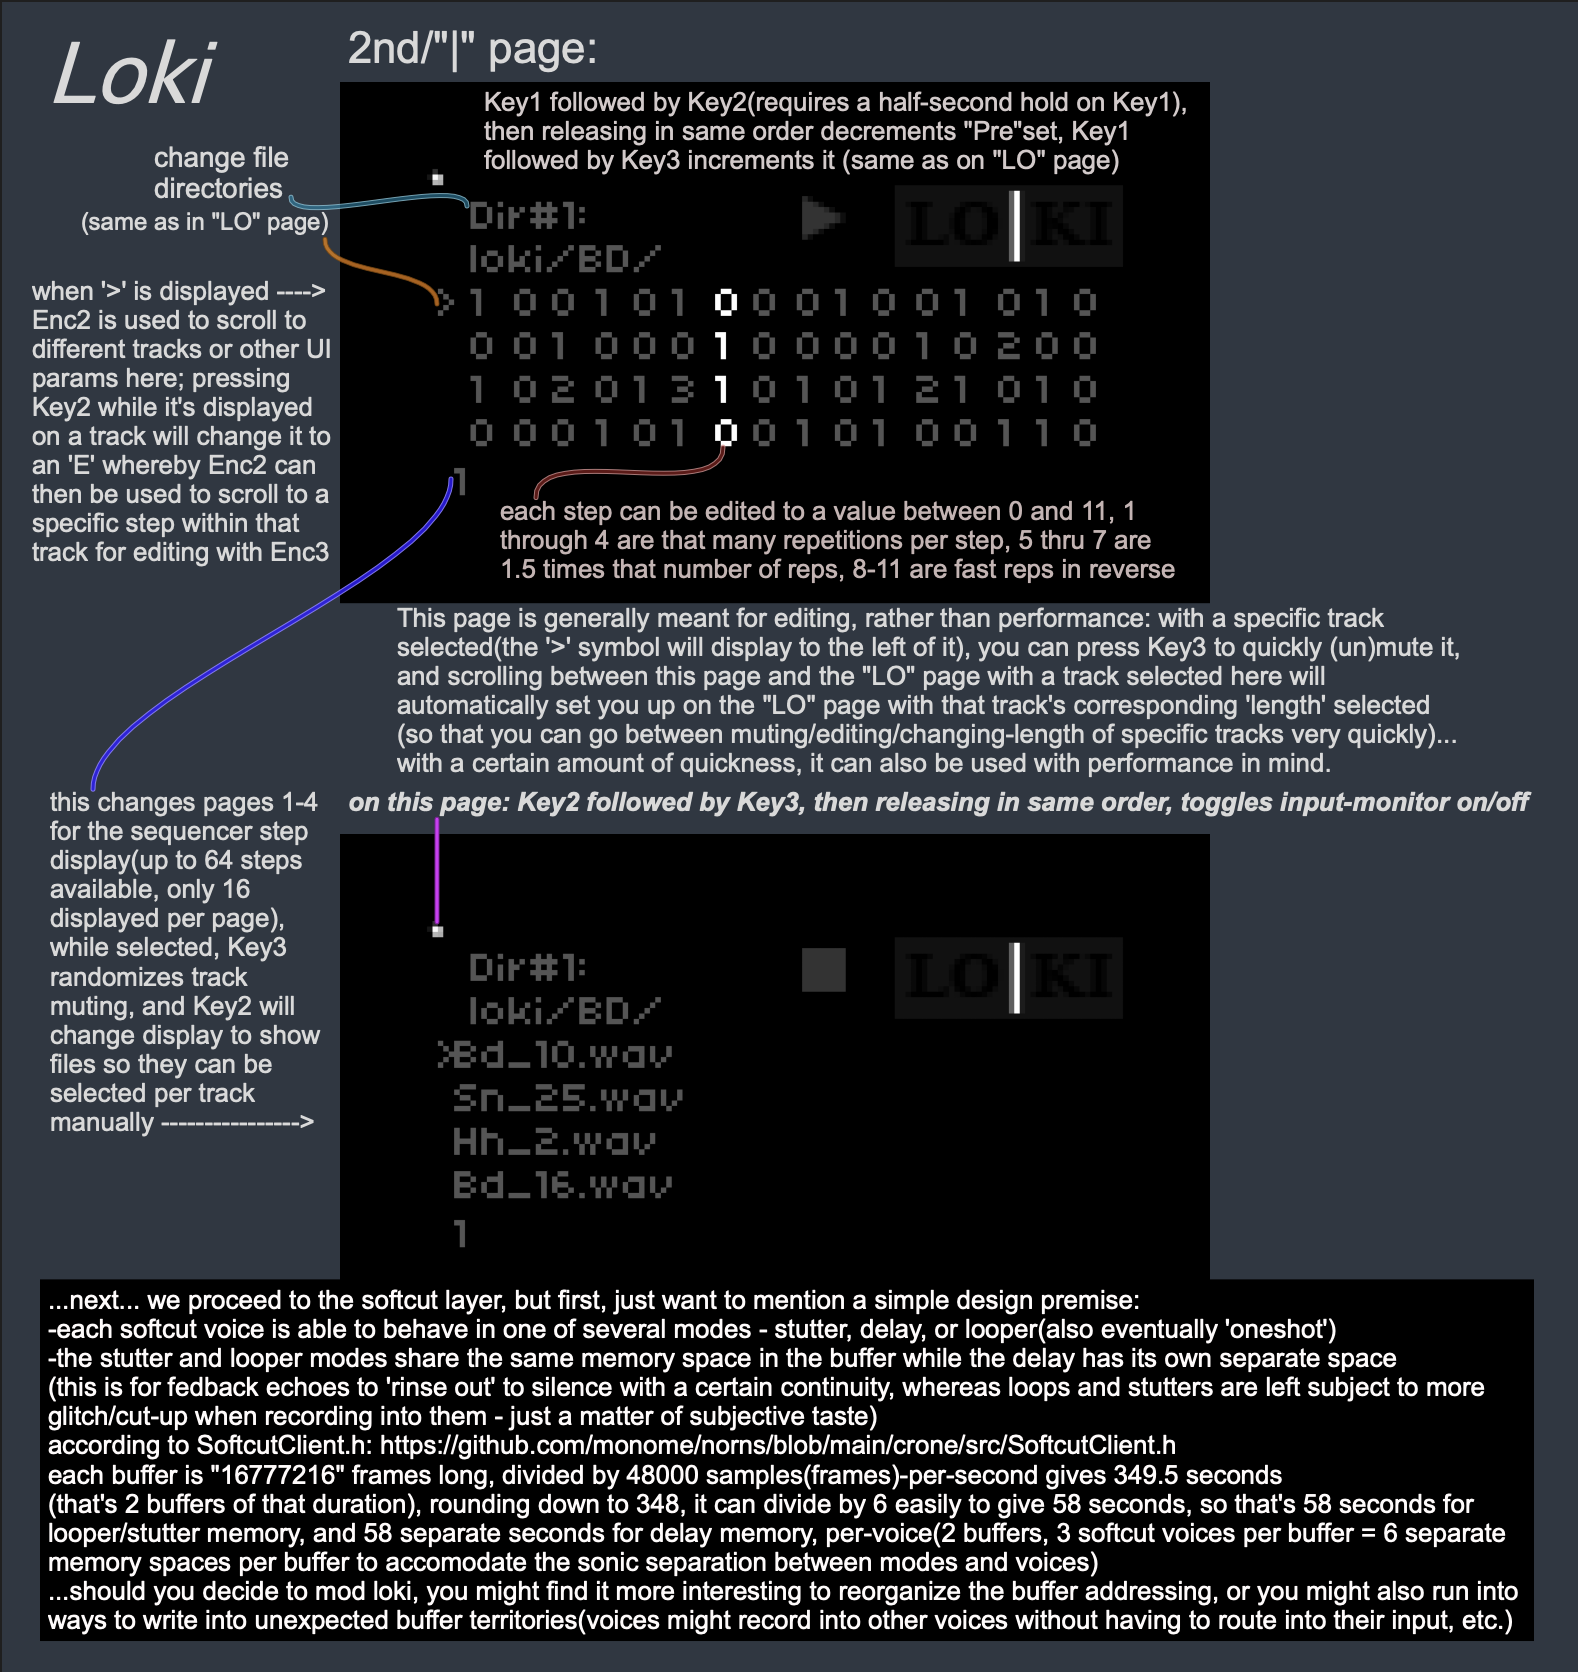 Loki
2nd/"|" page:
Key1 followed by Key2(requires a half-second hold on Key1),
then releasing in same order decrements "Pre"set, Key1
followed by Key3 increments it (same as on "LO" page)
change file
directories
(same as in "LO" page)
Dir#1:
loki/BD/
LO|KI
> 1 0 0 1 0 1 0 0 0 1 0 0 1 0 1 0
0 0 1 0 0 0 1 0 0 0 0 1 0 2 0 0
1 0 2 0 1 3 1 0 1 0 1 2 1 0 1 0
0 0 0 1 0 1 0 0 1 0 1 0 0 1 1 0
1
when '>' is displayed ---->
Enc2 is used to scroll to
different tracks or other UI
params here; pressing
Key2 while it's displayed
on a track will change it to
an 'E' whereby Enc2 can
then be used to scroll to a
specific step within that
track for editing with Enc3
each step can be edited to a value between 0 and 11, 1
through 4 are that many repetitions per step, 5 thru 7 are
1.5 times that number of reps, 8-11 are fast reps in reverse
This page is generally meant for editing, rather than performance: with a specific track
selected(the '>' symbol will display to the left of it), you can press Key3 to quickly (un)mute it,
and scrolling between this page and the "LO" page with a track selected here will
automatically set you up on the "LO" page with that track's corresponding 'length' selected
(so that you can go between muting/editing/changing-length of specific tracks very quickly)...
with a certain amount of quickness, it can also be used with performance in mind.
this changes pages 1-4
for the sequencer step
display(up to 64 steps
available, only 16
displayed per page),
while selected, Key3
randomizes track
muting, and Key2 will
change display to show
files so they can be
selected per track
manually ---------------->
on this page: Key2 followed by Key3, then releasing in same order, toggles input-monitor on/off
Dir#1:
loki/BD/
LO|KI
>Bd_10.wav
Sn_25.wav
Hh_2.wav
Bd_16.wav
1
...next... we proceed to the softcut layer, but first, just want to mention a simple design premise:
-each softcut voice is able to behave in one of several modes - stutter, delay, or looper(also eventually 'oneshot')
-the stutter and looper modes share the same memory space in the buffer while the delay has its own separate space
(this is for fedback echoes to 'rinse out' to silence with a certain continuity, whereas loops and stutters are left subject to more
glitch/cut-up when recording into them - just a matter of subjective taste)
according to SoftcutClient.h: https://github.com/monome/norns/blob/main/crone/src/SoftcutClient.h
each buffer is "16777216" frames long, divided by 48000 samples(frames)-per-second gives 349.5 seconds
(that's 2 buffers of that duration), rounding down to 348, it can divide by 6 easily to give 58 seconds, so that's 58 seconds for
looper/stutter memory, and 58 separate seconds for delay memory, per-voice(2 buffers, 3 softcut voices per buffer = 6 separate
memory spaces per buffer to accomodate the sonic separation between modes and voices)
...should you decide to mod loki, you might find it more interesting to reorganize the buffer addressing, or you might also run into
ways to write into unexpected buffer territories(voices might record into other voices without having to route into their input, etc.)